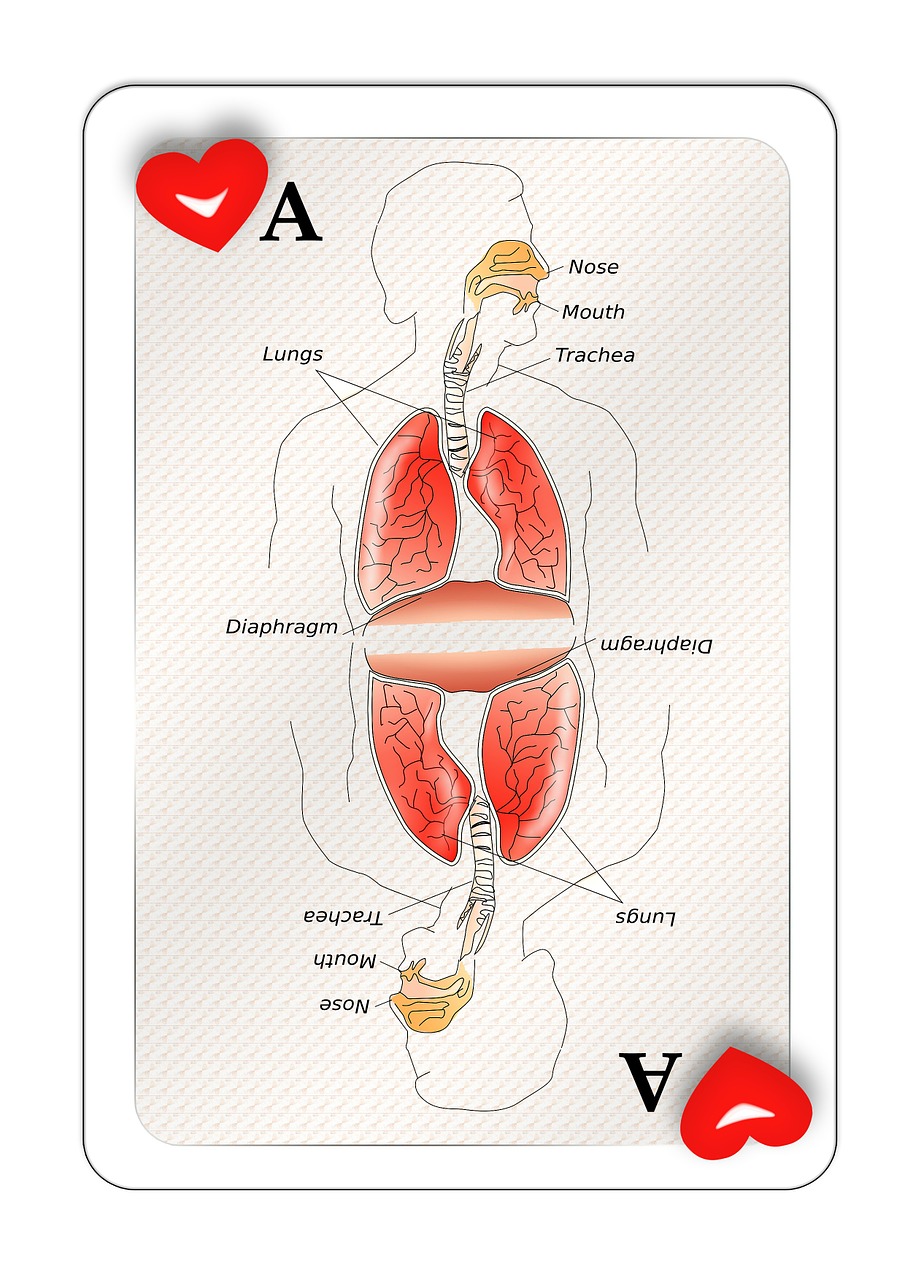 A
Nose
Mouth
Lungs
Trachea
Diaphragm
Diaphragm
Trachea
Lungs
Mouth
Nose
A